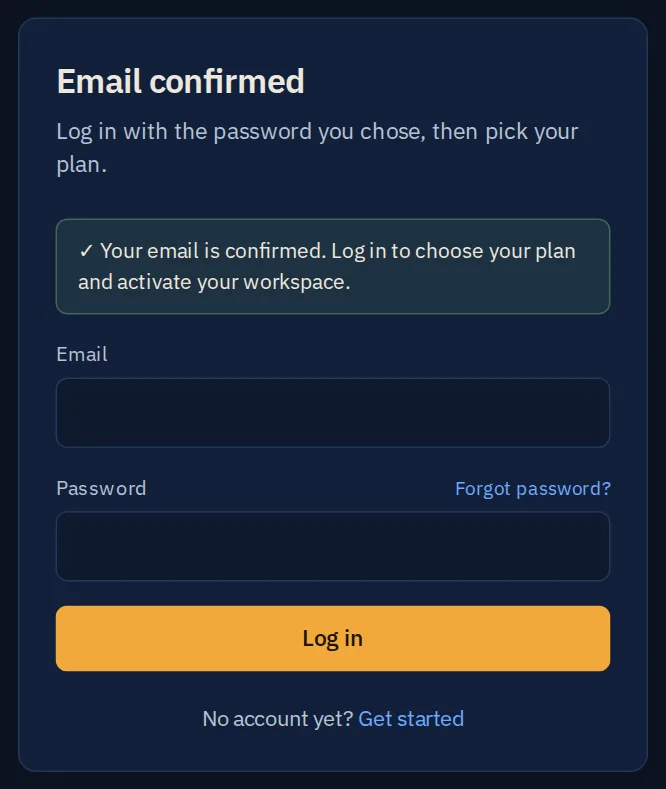 Email confirmed
Log in with the password you chose, then pick your
plan.
✓ Your email is confirmed. Log in to choose your plan
and activate your workspace.
Email
Password Forgot password?
Log in
No account yet? Get started